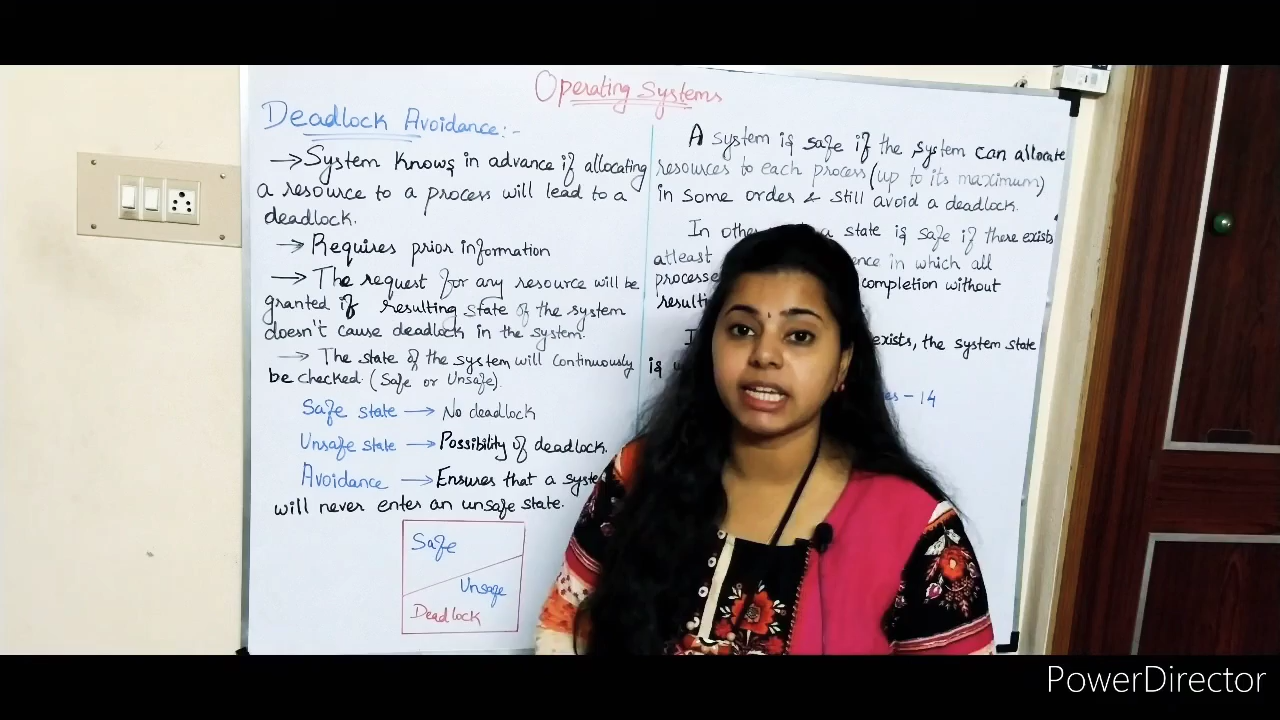 Operating Systems
Deadlock Avoidance:-
→ System knows in advance if allocating
a resource to a process will lead to a
deadlock.
→ Requires prior information
→ The request for any resource will be
granted if resulting state of the system
doesn't cause deadlock in the system.
→ The state of the system will continuously
be checked. (Safe or Unsafe).
Safe state → No deadlock
Unsafe state → Possibility of deadlock.
Avoidance → Ensures that a syste
will never enter an unsafe state.
Safe
Unsafe
Deadlock
A system is safe if the system can allocate
resources to each process (up to its maximum)
in some order & still avoid a deadlock.
In othe a state is safe if there exists
atleast ence in which all
processe completion without
resulti
exists, the system state
is
es - 14
PowerDirector